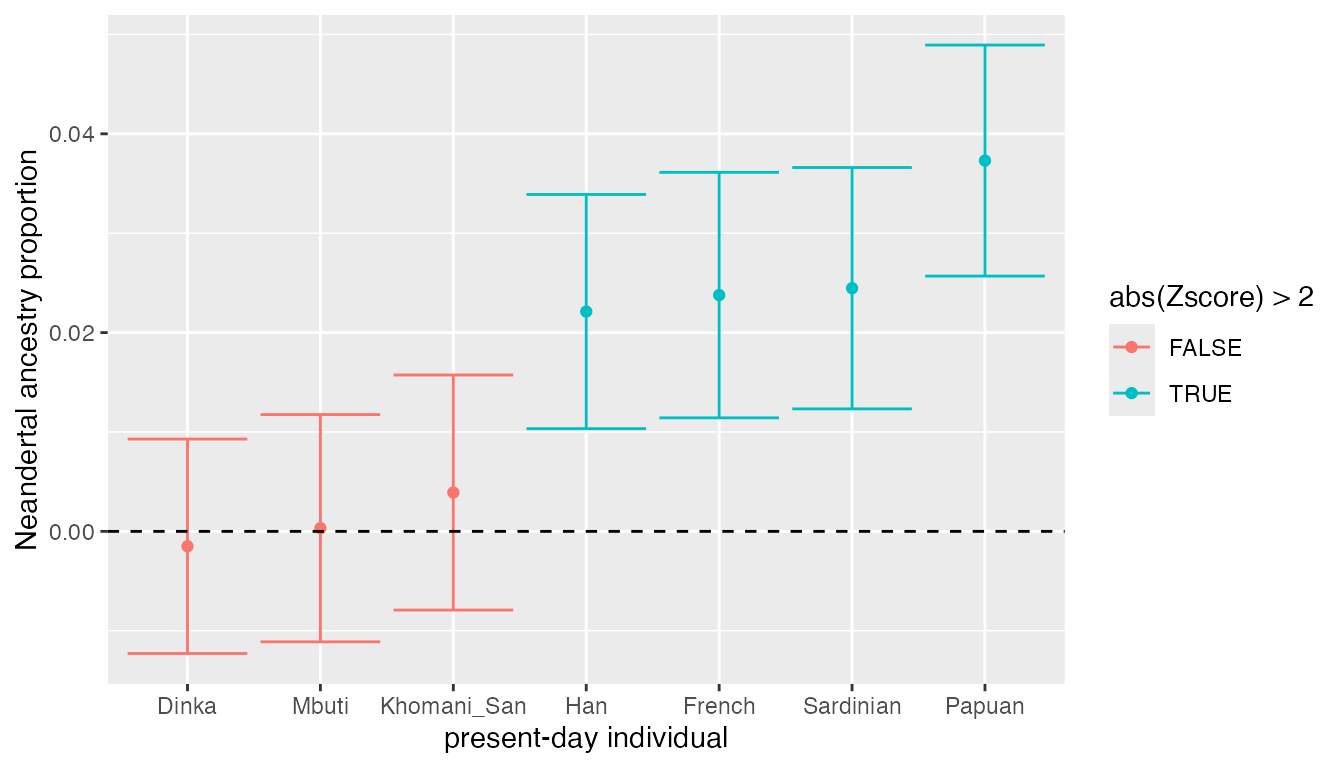 Neandertal ancestry proportion
0.04
0.02
0.00
Dinka Mbuti Khomani_San Han French Sardinian Papuan
present-day individual
abs(Zscore) > 2
FALSE
TRUE